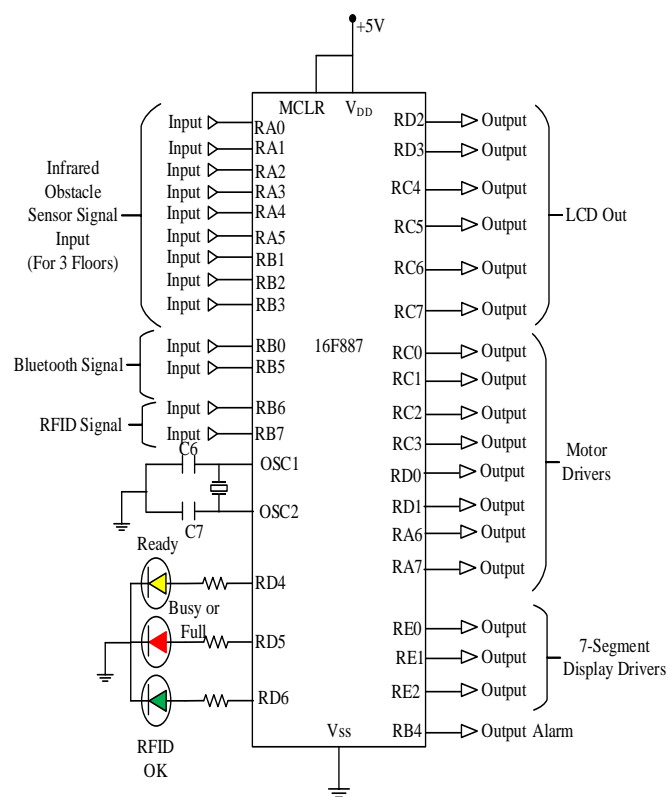 +5V
MCLR VDD
Infrared
Obstacle
Sensor Signal
Input
(For 3 Floors)
Input RA0
Input RA1
Input RA2
Input RA3
Input RA4
Input RA5
Input RB1
Input RB2
Input RB3
Bluetooth Signal
Input RB0
Input RB5
RFID Signal
Input RB6
Input RB7
C6
OSC1
OSC2
C7
Ready
RD4
Busy or
Full
RD5
RD6
RFID
OK
16F887
Vss
RD2 Output
RD3 Output
RC4 Output
RC5 Output
RC6 Output
RC7 Output
LCD Out
RC0 Output
RC1 Output
RC2 Output
RC3 Output
RD0 Output
RD1 Output
RA6 Output
RA7 Output
Motor
Drivers
RE0 Output
RE1 Output
RE2 Output
7-Segment
Display Drivers
RB4 Output Alarm